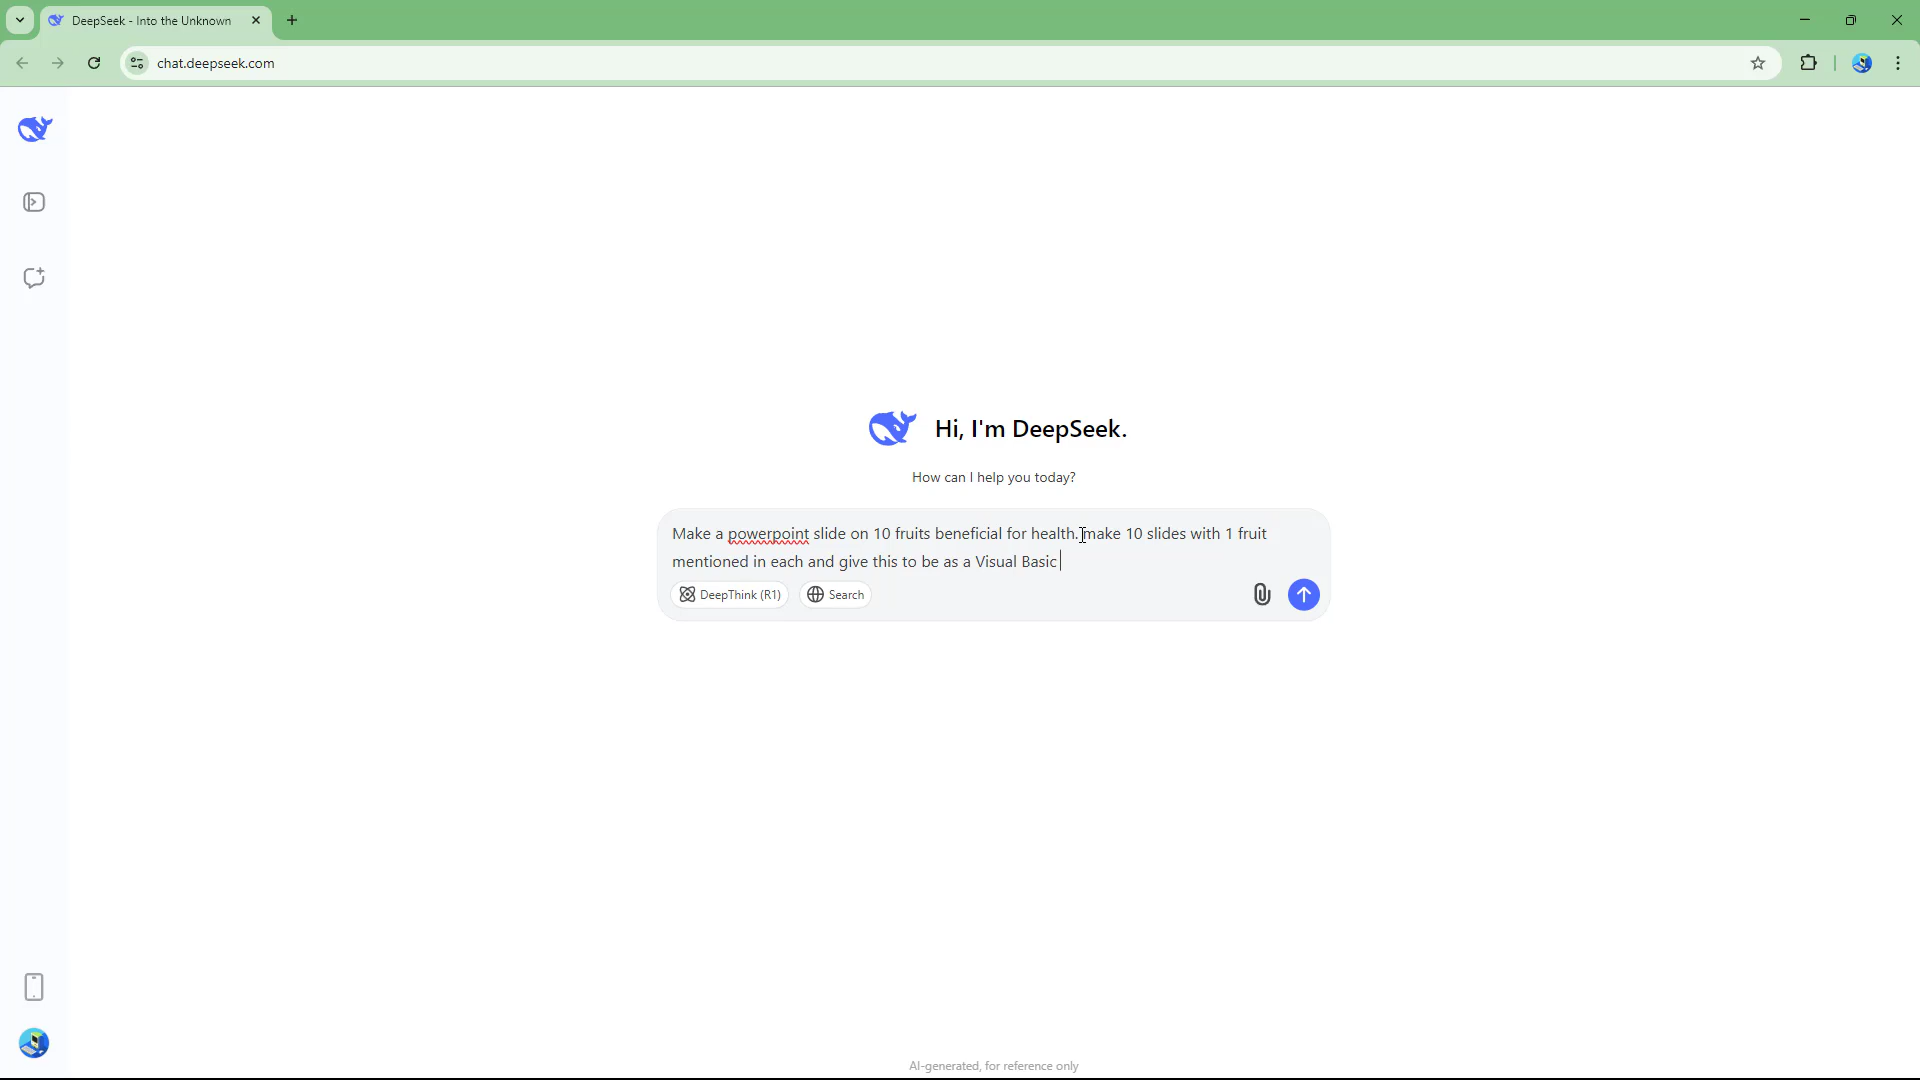 DeepSeek - Into the Unknown
chat.deepseek.com
Hi, I'm DeepSeek.
How can I help you today?
Make a powerpoint slide on 10 fruits beneficial for health. make 10 slides with 1 fruit
mentioned in each and give this to be as a Visual Basic
DeepThink (R1)
Search
AI-generated, for reference only